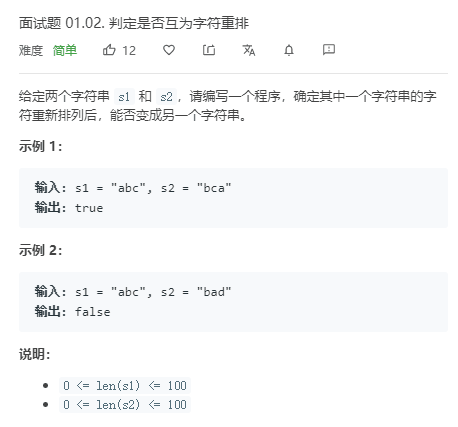 面试题 01.02. 判定是否互为字符重排
难度 简单 12
给定两个字符串 s1 和 s2，请编写一个程序，确定其中一个字符串的字
符重新排列后，能否变成另一个字符串。
示例 1：
输入: s1 = "abc", s2 = "bca"
输出: true
示例 2：
输入: s1 = "abc", s2 = "bad"
输出: false
说明：
0 <= len(s1) <= 100
0 <= len(s2) <= 100